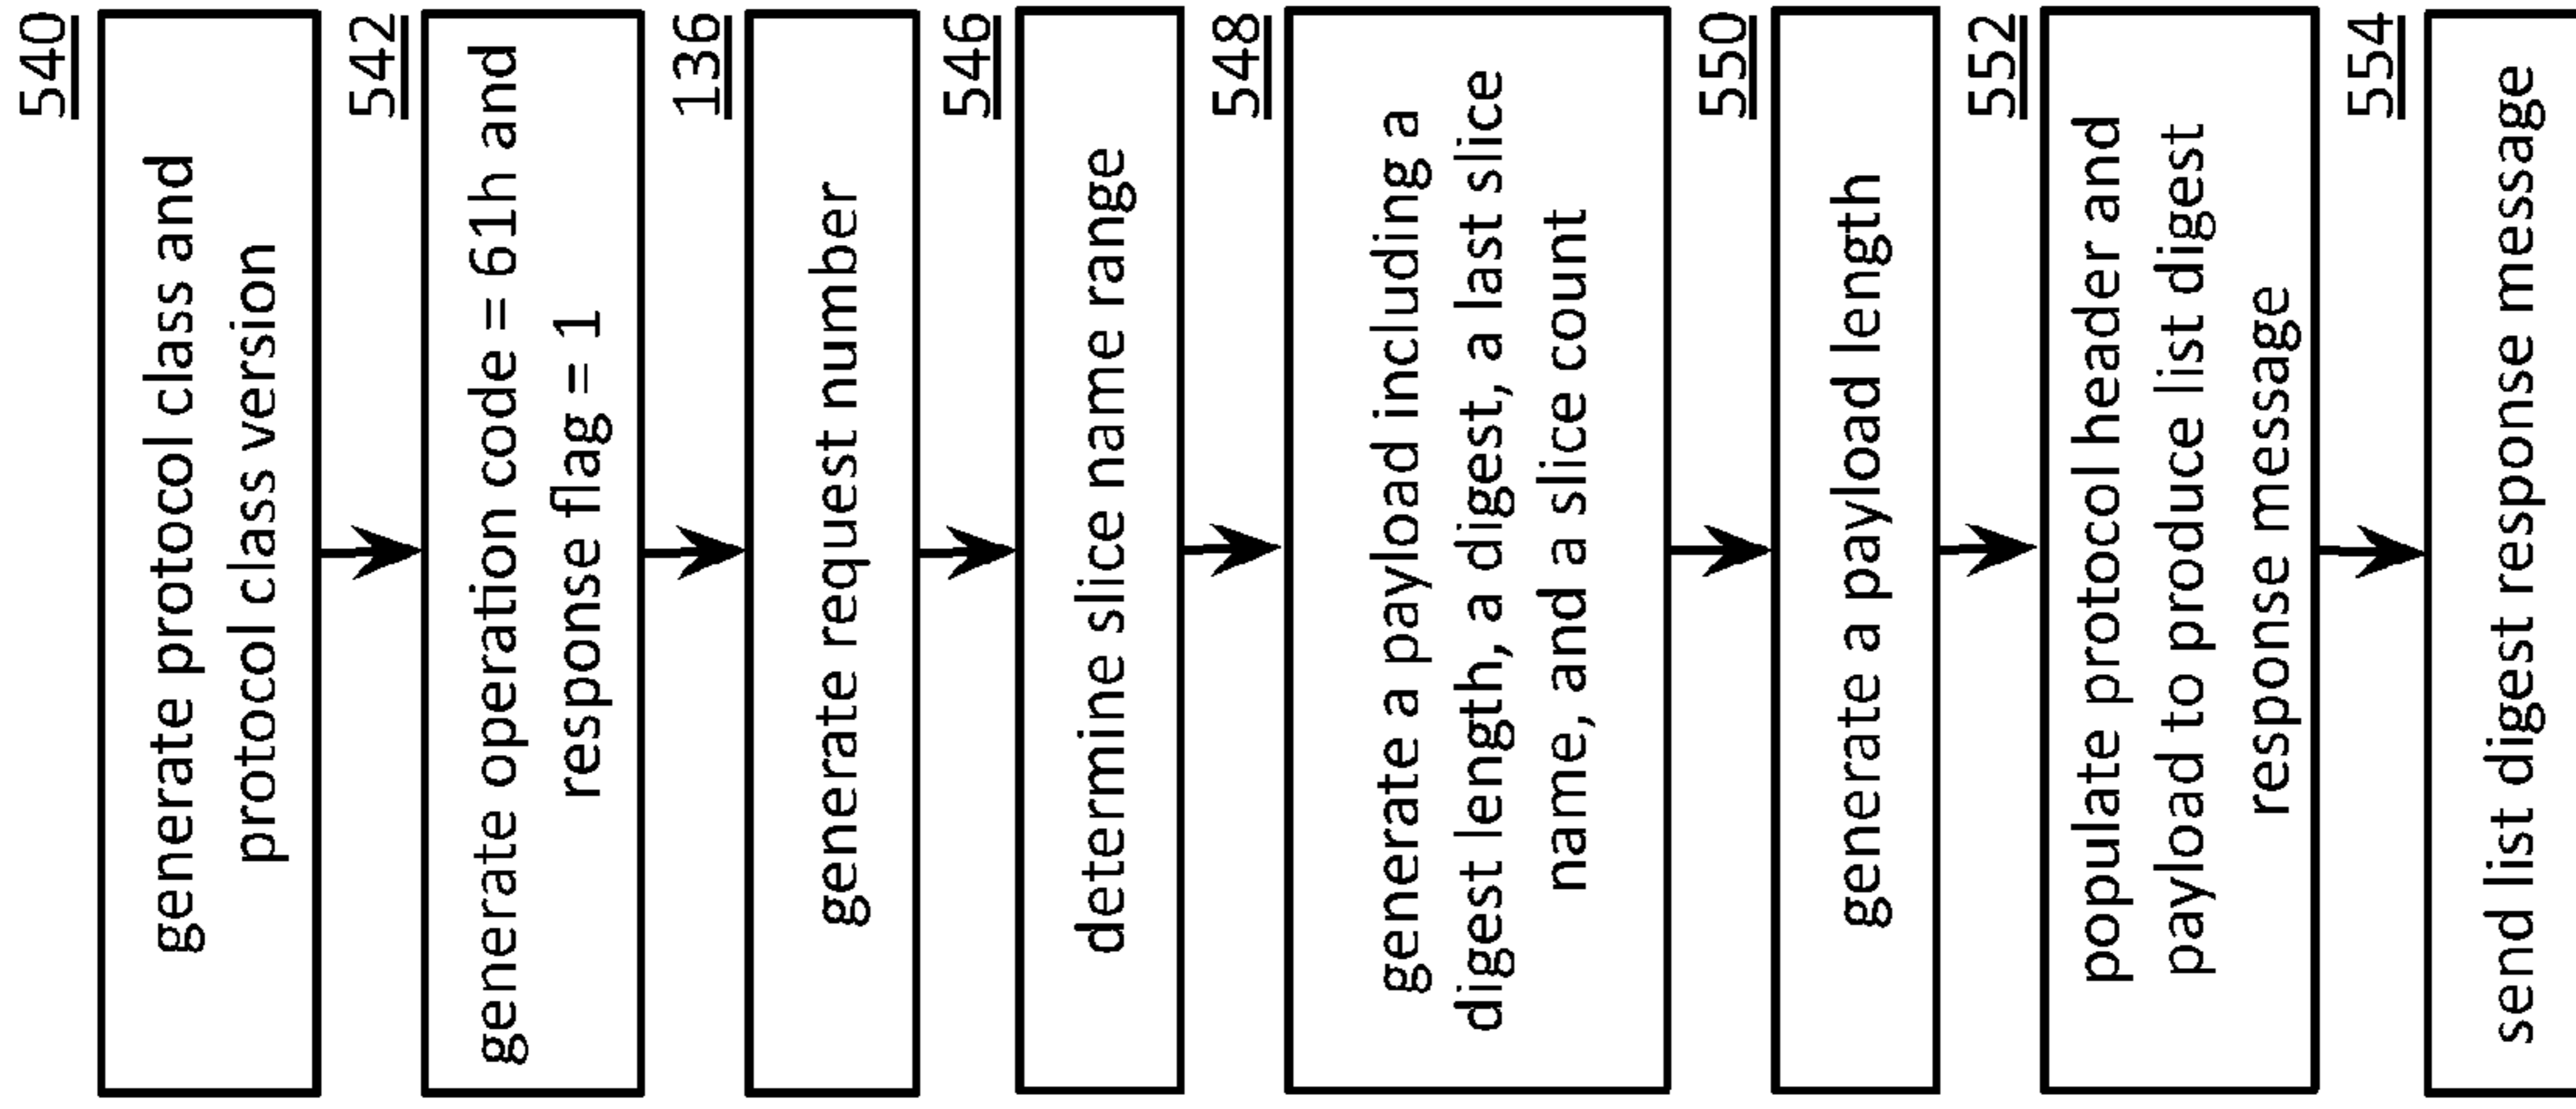 540
generate protocol class and
protocol class version
542
generate operation code = 61h and
response flag = 1
136
generate request number
546
determine slice name range
548
generate a payload including a
digest length, a digest, a last slice
name, and a slice count
550
generate a payload length
552
populate protocol header and
payload to produce list digest
response message
554
send list digest response message